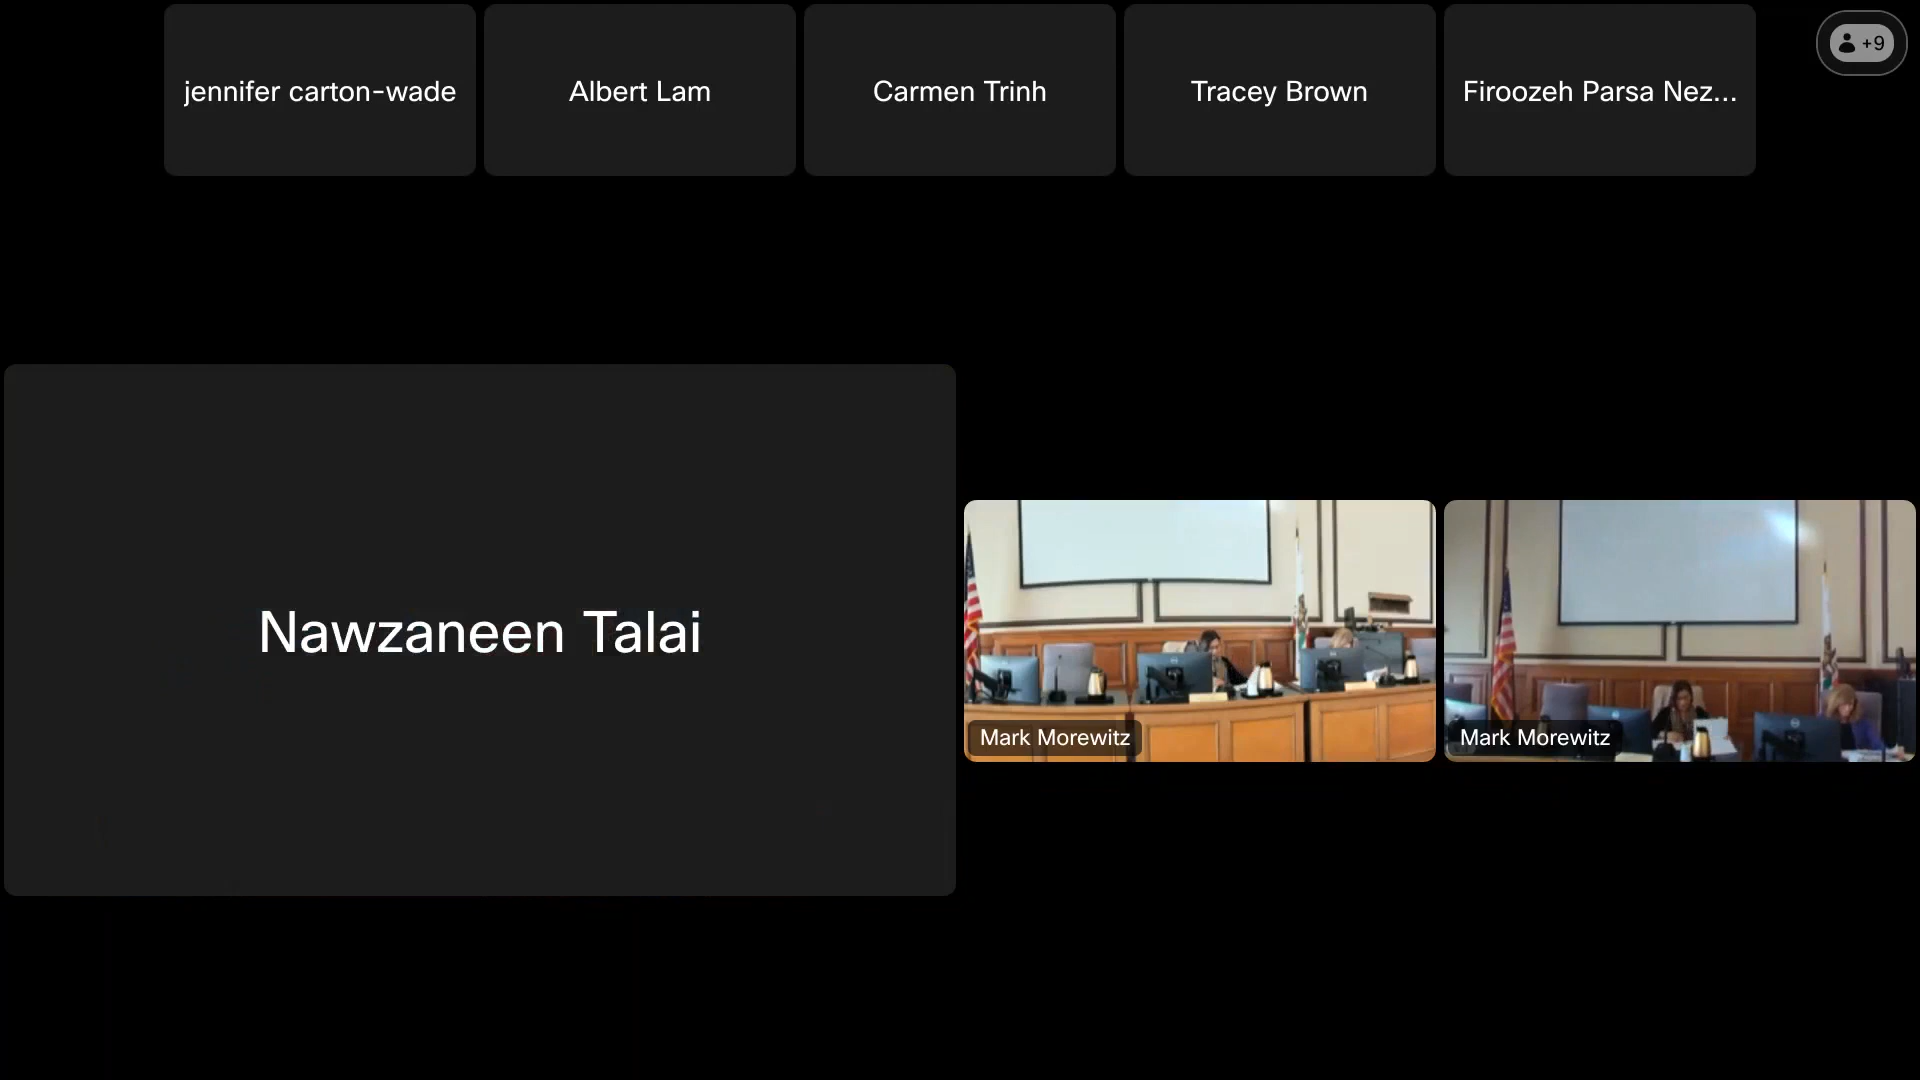 jennifer carton-wade
Albert Lam
Carmen Trinh
Tracey Brown
Firoozeh Parsa Nez...
+9
Nawzaneen Talai
Mark Morewitz
Mark Morewitz